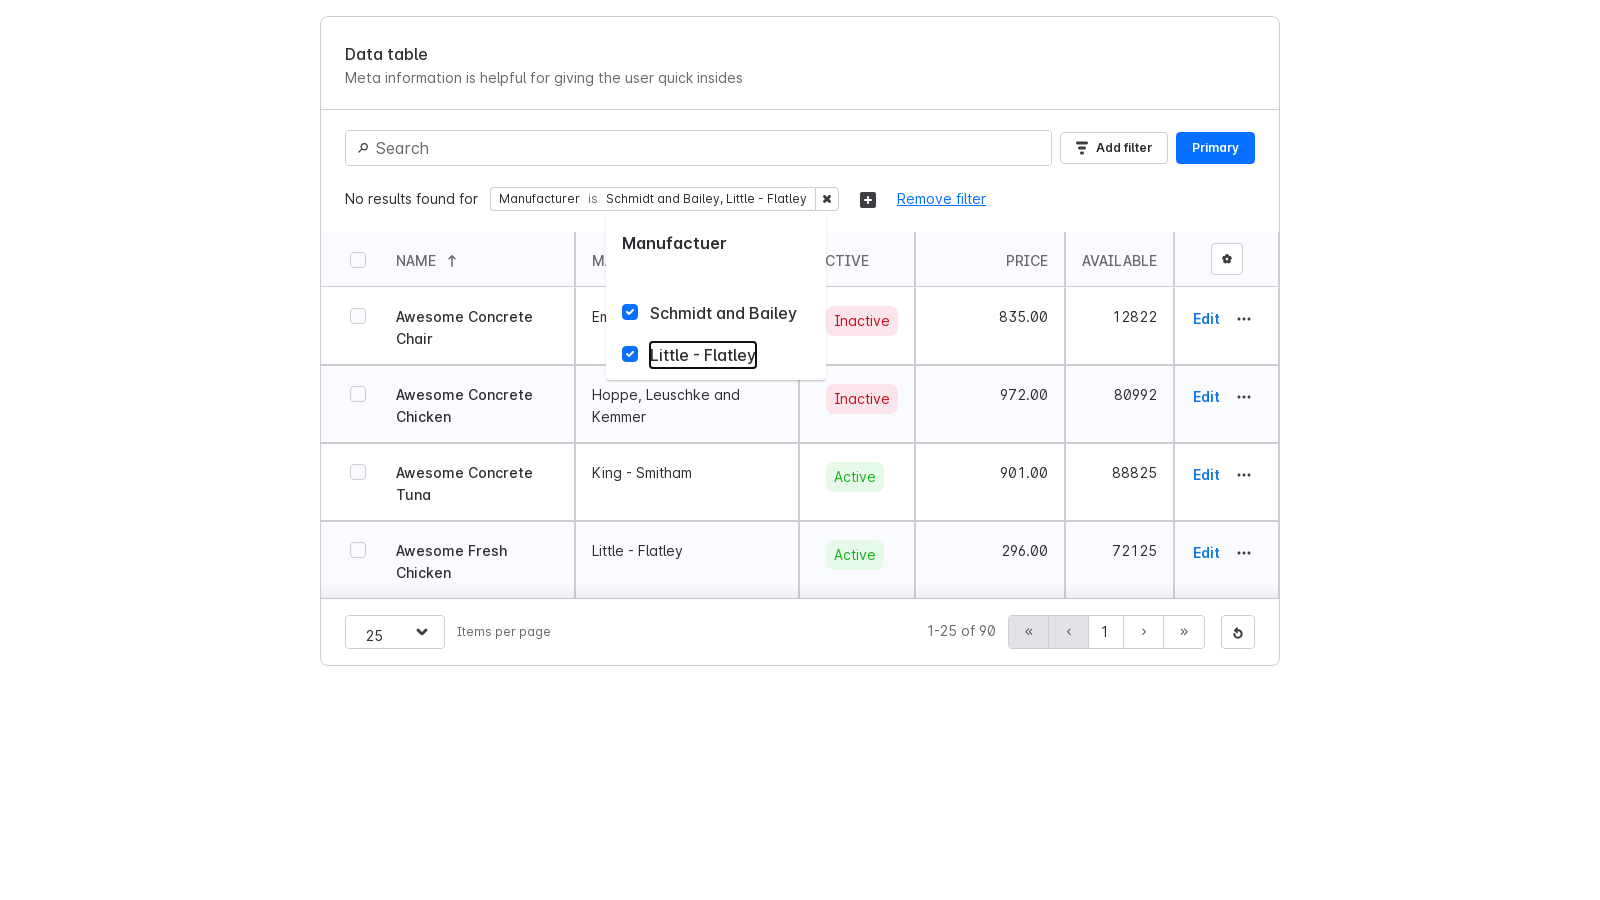 Data table
Meta information is helpful for giving the user quick insides
Search
Add filter
Primary
No results found for
Manufacturer is Schmidt and Bailey, Little - Flatley
Remove filter
Manufactuer
Schmidt and Bailey
Little - Flatley
NAME
PRICE
AVAILABLE
Awesome Concrete
Chair
Inactive
835.00
12822
Edit
Awesome Concrete
Chicken
Hoppe, Leuschke and
Kemmer
Inactive
972.00
80992
Edit
Awesome Concrete
Tuna
King - Smitham
Active
901.00
88825
Edit
Awesome Fresh
Chicken
Little - Flatley
Active
296.00
72125
Edit
25
Items per page
1-25 of 90
«
‹
1
›
»